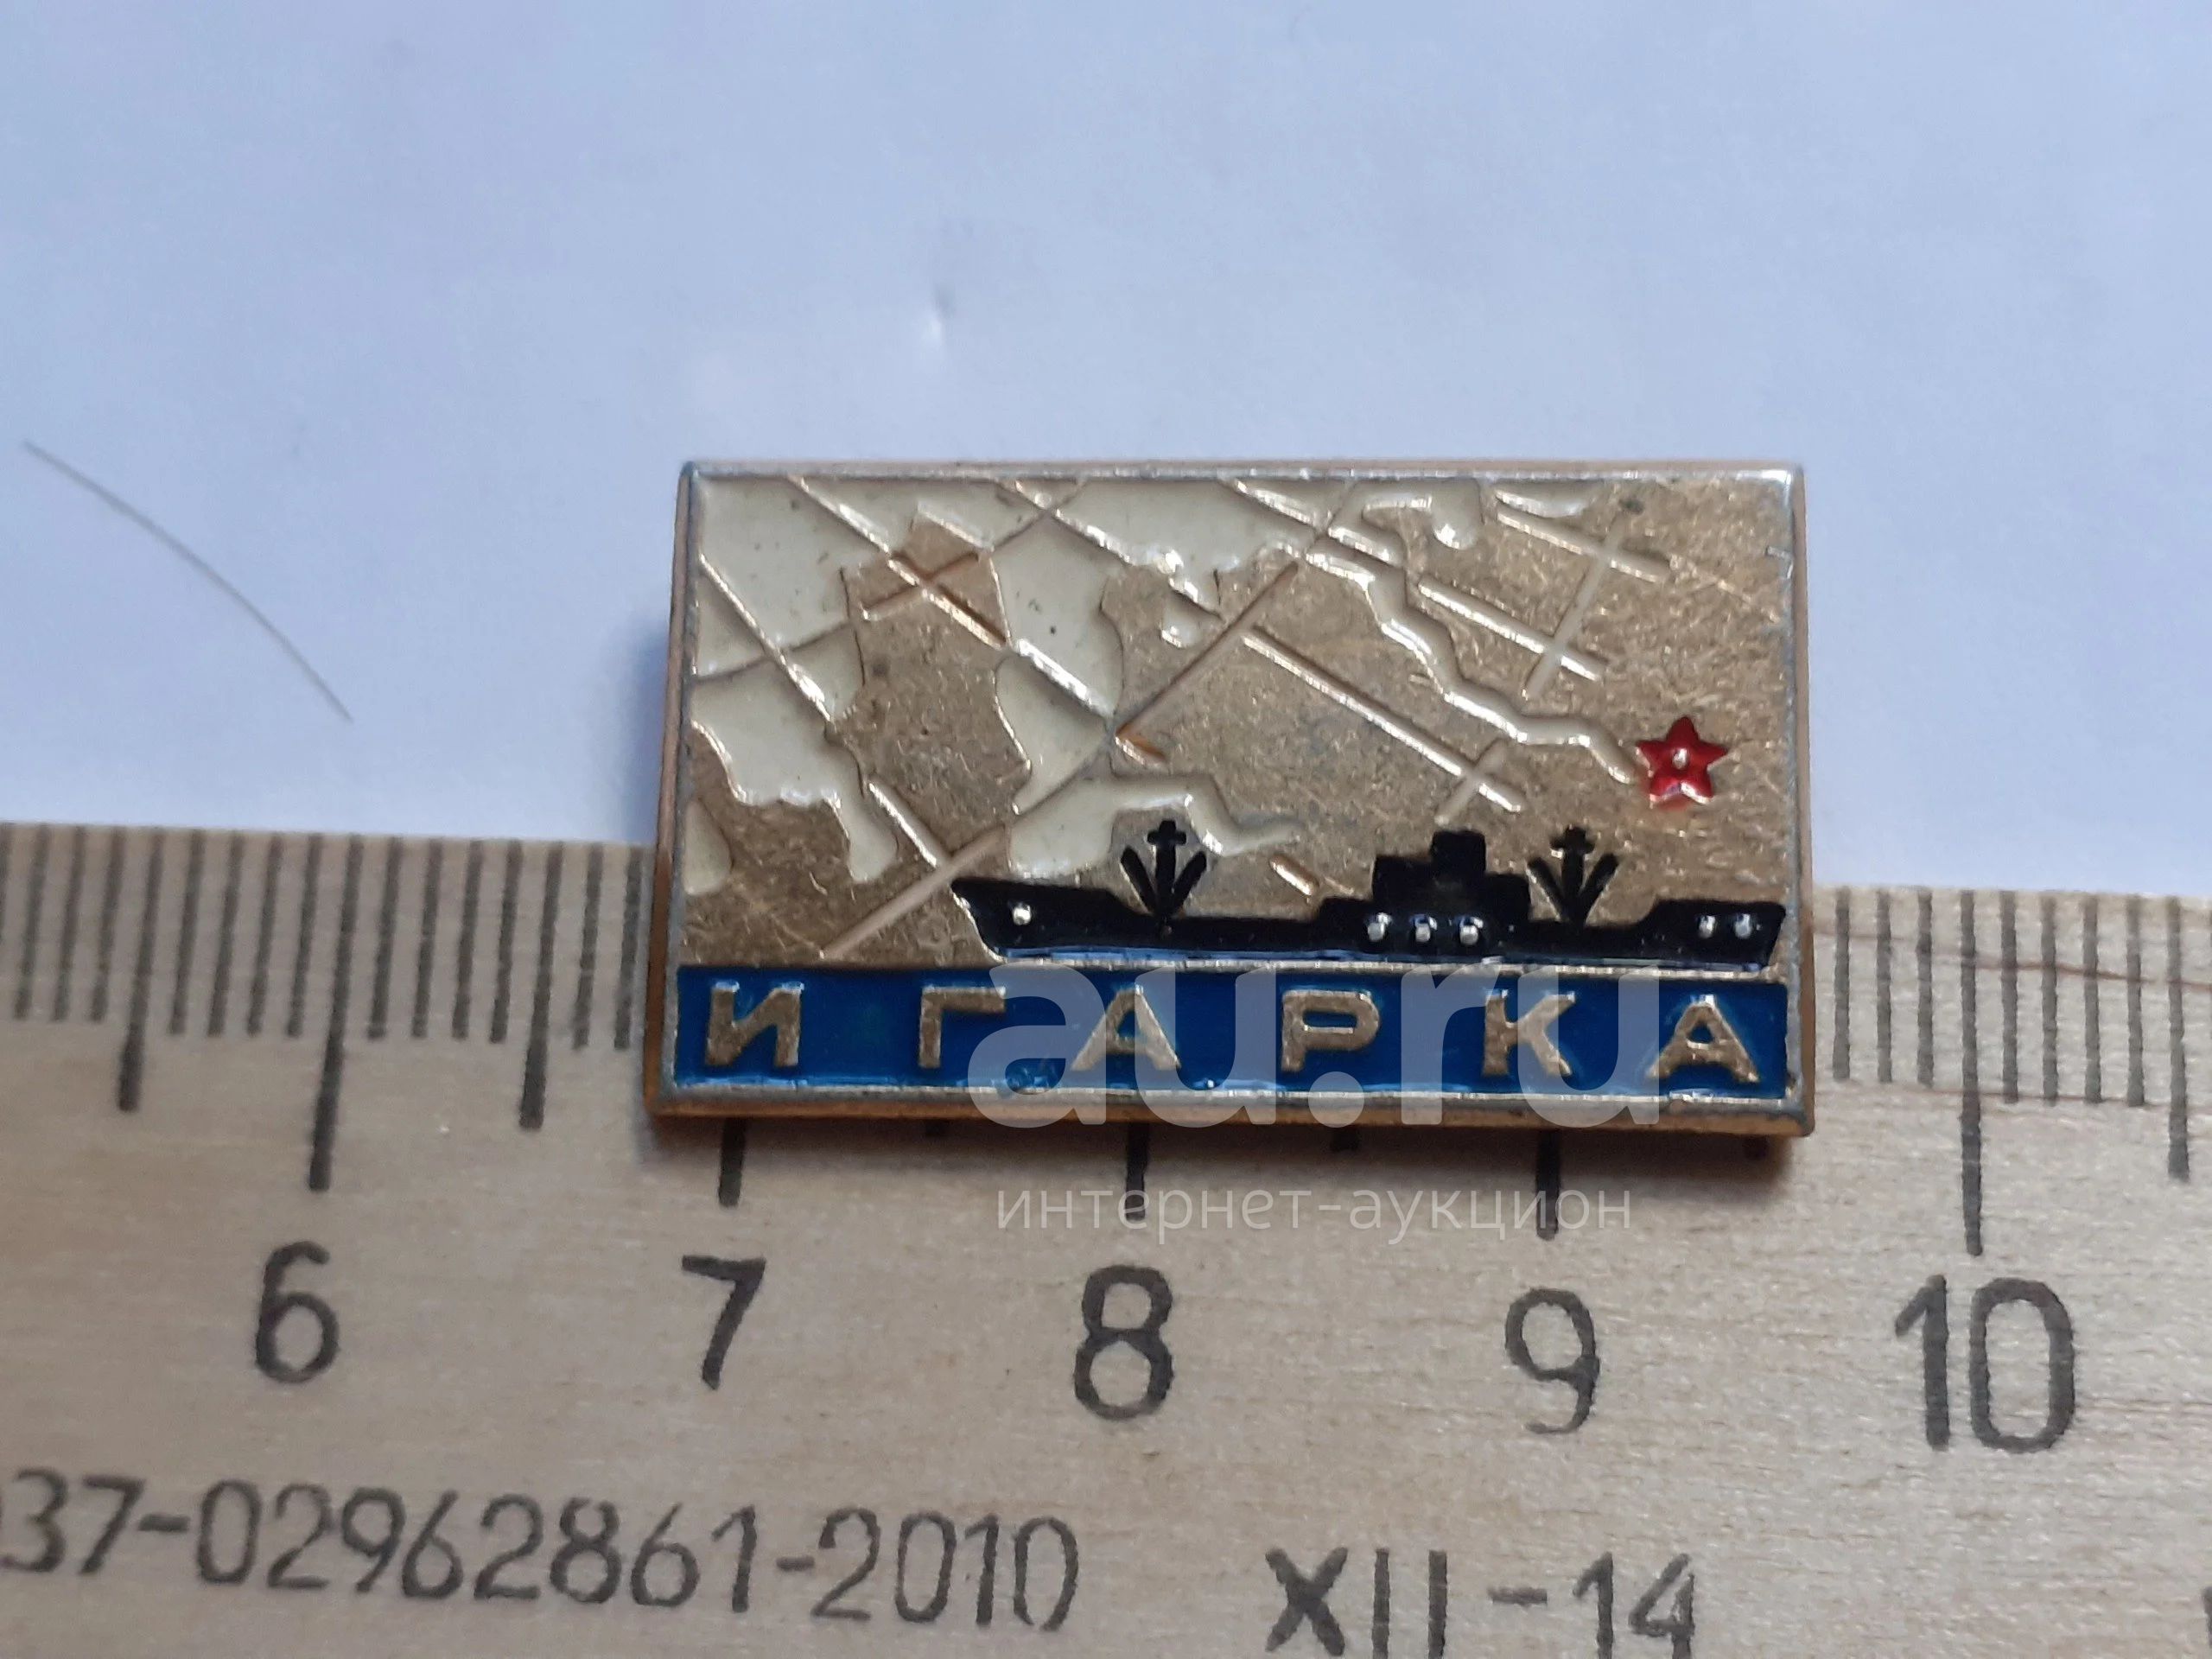 ИГАРКА
au.ru
интернет-аукцион
6 7 8 9 10
37-02962861-2010 XII-14